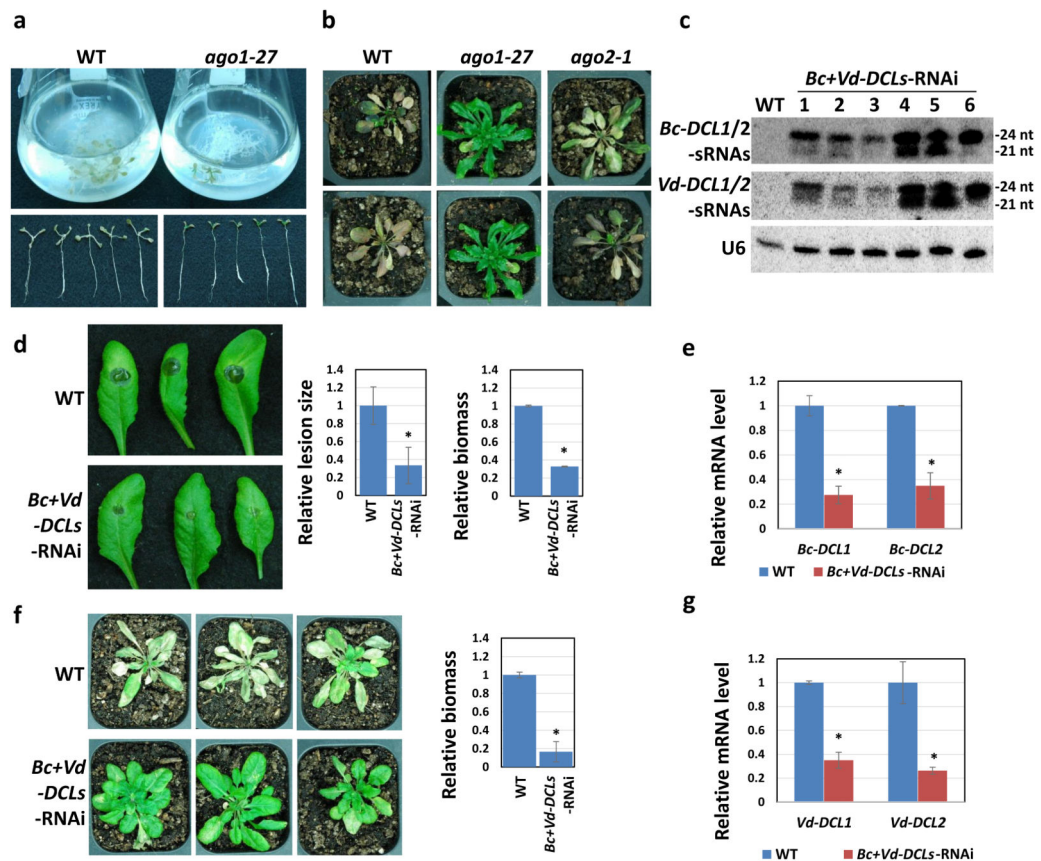 a
WT
ago1-27
b
WT
ago1-27
ago2-1
c
Bc+Vd-DCLs-RNAi
WT 1 2 3 4 5 6
Bc-DCL1/2
-sRNAs
-24 nt
-21 nt
Vd-DCL1/2
-sRNAs
-24 nt
-21 nt
U6
d
WT
Bc+Vd
-DCLs
-RNAi
Relative lesion size
1.4
1.2
1
0.8
0.6
0.4
0.2
0
*
WT
Bc+Vd-DCLs
-RNAi
Relative biomass
1.4
1.2
1
0.8
0.6
0.4
0.2
0
*
WT
Bc+Vd-DCLs
-RNAi
e
Relative mRNA level
1.2
1
0.8
0.6
0.4
0.2
0
*
*
Bc-DCL1
Bc-DCL2
WT
Bc+Vd-DCLs-RNAi
f
WT
Bc+Vd
-DCLs
-RNAi
Relative biomass
1.4
1.2
1
0.8
0.6
0.4
0.2
0
*
WT
Bc+Vd-DCLs
-RNAi
g
Relative mRNA level
1.2
1
0.8
0.6
0.4
0.2
0
*
*
Vd-DCL1
Vd-DCL2
WT
Bc+Vd-DCLs-RNAi